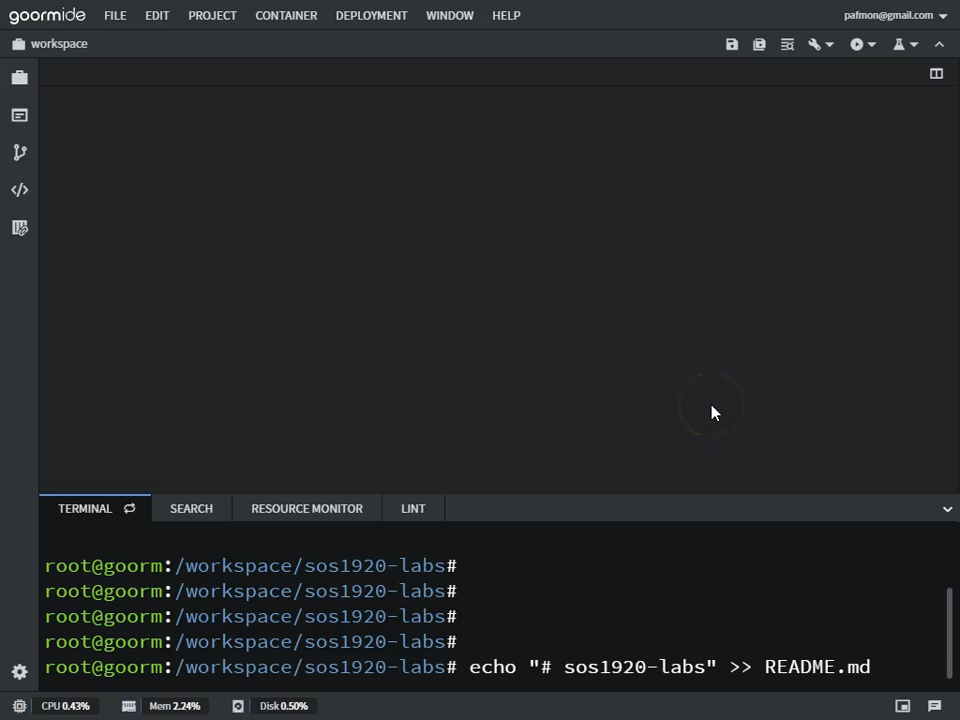 goormide FILE EDIT PROJECT CONTAINER DEPLOYMENT WINDOW HELP pafmon@gmail.com
workspace
TERMINAL SEARCH RESOURCE MONITOR LINT
root@goorm:/workspace/sos1920-labs#
root@goorm:/workspace/sos1920-labs#
root@goorm:/workspace/sos1920-labs#
root@goorm:/workspace/sos1920-labs#
root@goorm:/workspace/sos1920-labs# echo "# sos1920-labs" >> README.md
CPU 0.43% Mem 2.24% Disk 0.50%